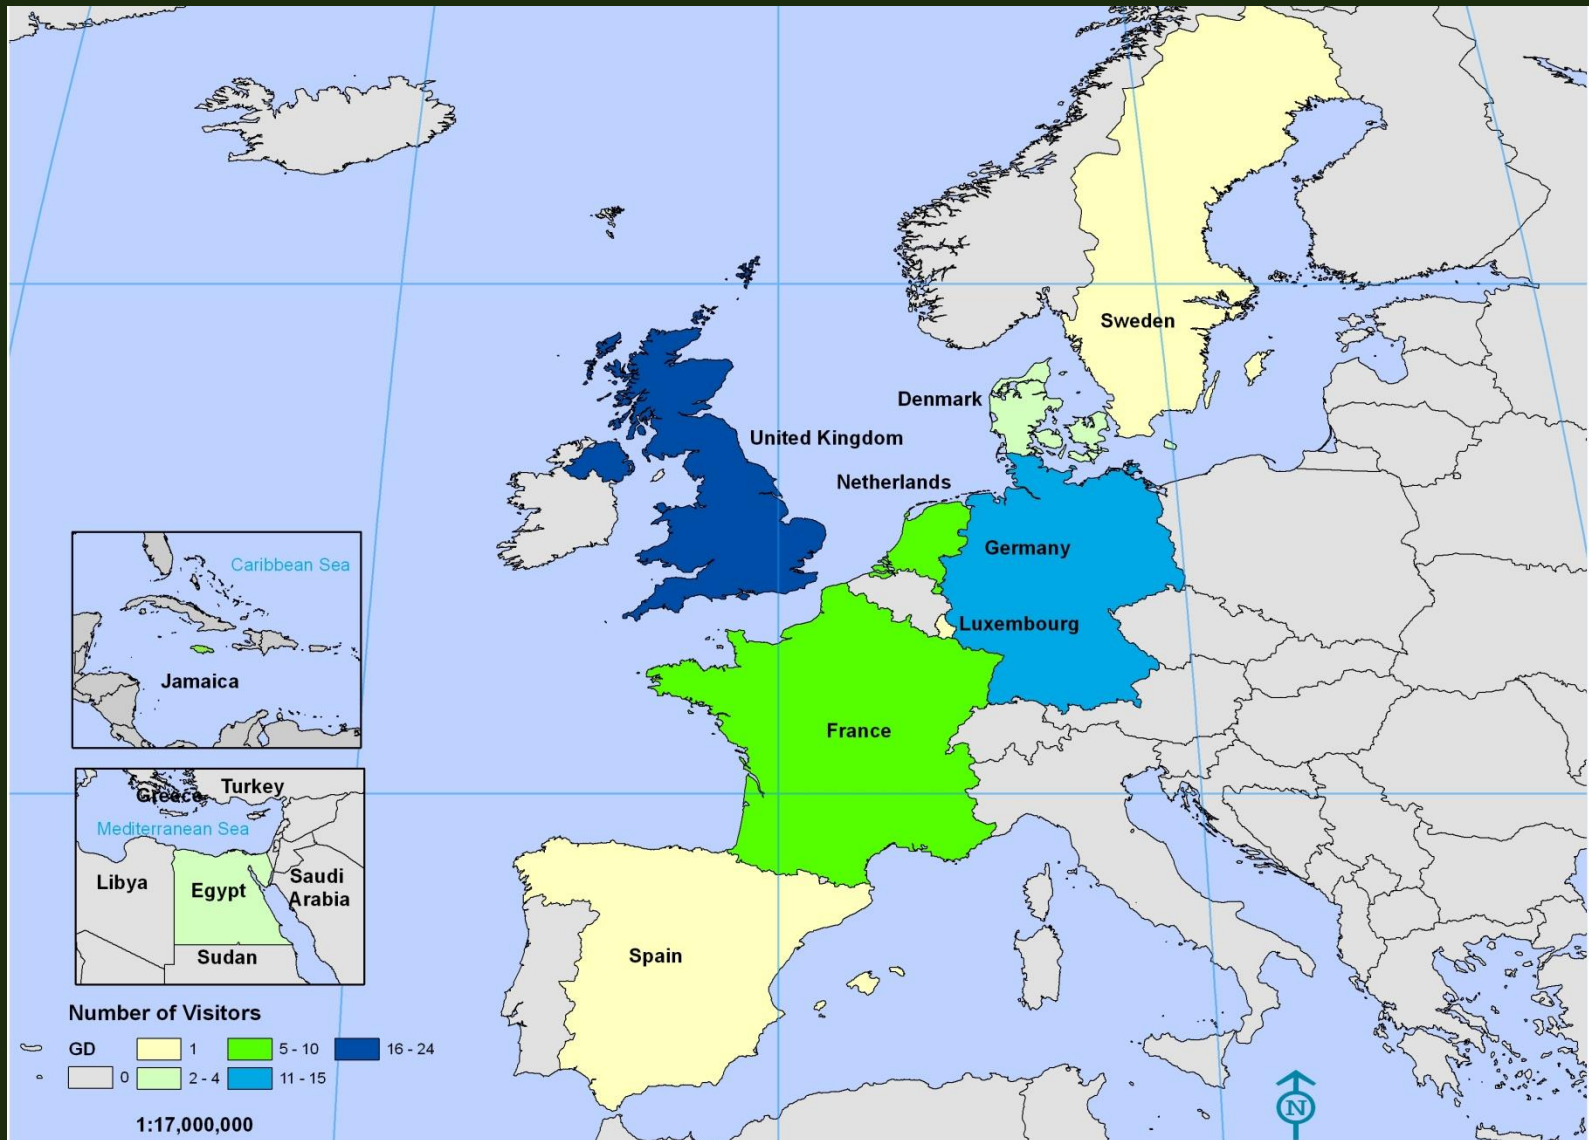 Sweden
Denmark
United Kingdom
Netherlands
Germany
Luxembourg
France
Spain
Caribbean Sea
Jamaica
Turkey
Greece
Mediterranean Sea
Libya
Egypt
Saudi
Arabia
Sudan
Number of Visitors
GD 1 5 - 10 16 - 24
0 2 - 4 11 - 15
1:17,000,000
N